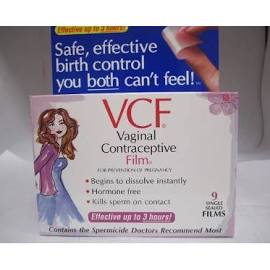 Effective up to 3 hours!
Safe, effective
birth control
you both can't feel!™
VCF®
Vaginal
Contraceptive
Film®
FOR PREVENTION OF PREGNANCY
• Begins to dissolve instantly
• Hormone free
• Kills sperm on contact
Effective up to 3 hours!
9
SINGLE
SEALED
FILMS
Contains the Spermicide Doctors Recommend Most